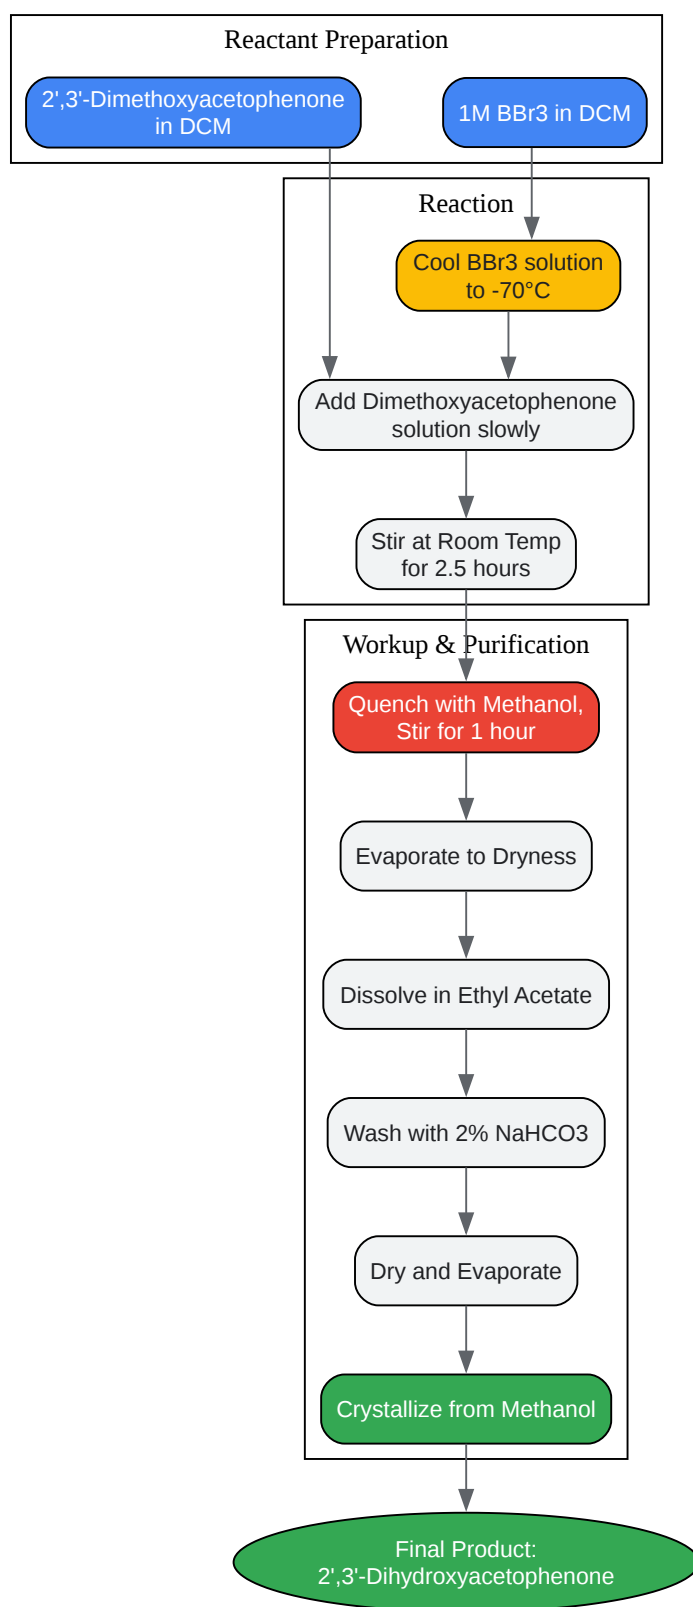 Reactant Preparation
2',3'-Dimethoxyacetophenone
in DCM
1M BBr3 in DCM
Reaction
Cool BBr3 solution
to -70°C
Add Dimethoxyacetophenone
solution slowly
Stir at Room Temp
for 2.5 hours
Workup & Purification
Quench with Methanol,
Stir for 1 hour
Evaporate to Dryness
Dissolve in Ethyl Acetate
Wash with 2% NaHCO3
Dry and Evaporate
Crystallize from Methanol
Final Product:
2',3'-Dihydroxyacetophenone